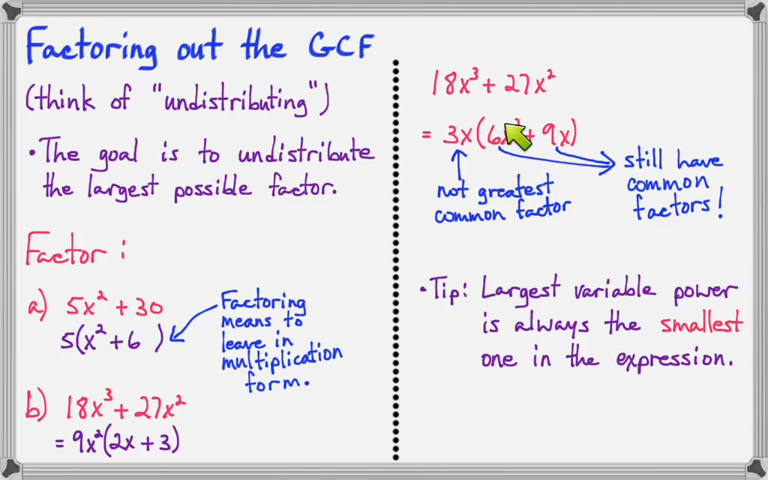 Factoring out the GCF
(think of "undistributing")
• The goal is to undistribute
the largest possible factor.
Factor :
a) 5x² + 30
5(x² + 6 )
Factoring
means to
leave in
multiplication
form.
b) 18x³ + 27x²
= 9x²(2x + 3)
18x³ + 27x²
= 3x(6x² + 9x)
not greatest
common factor
still have
common
factors!
• Tip: Largest variable power
is always the smallest
one in the expression.